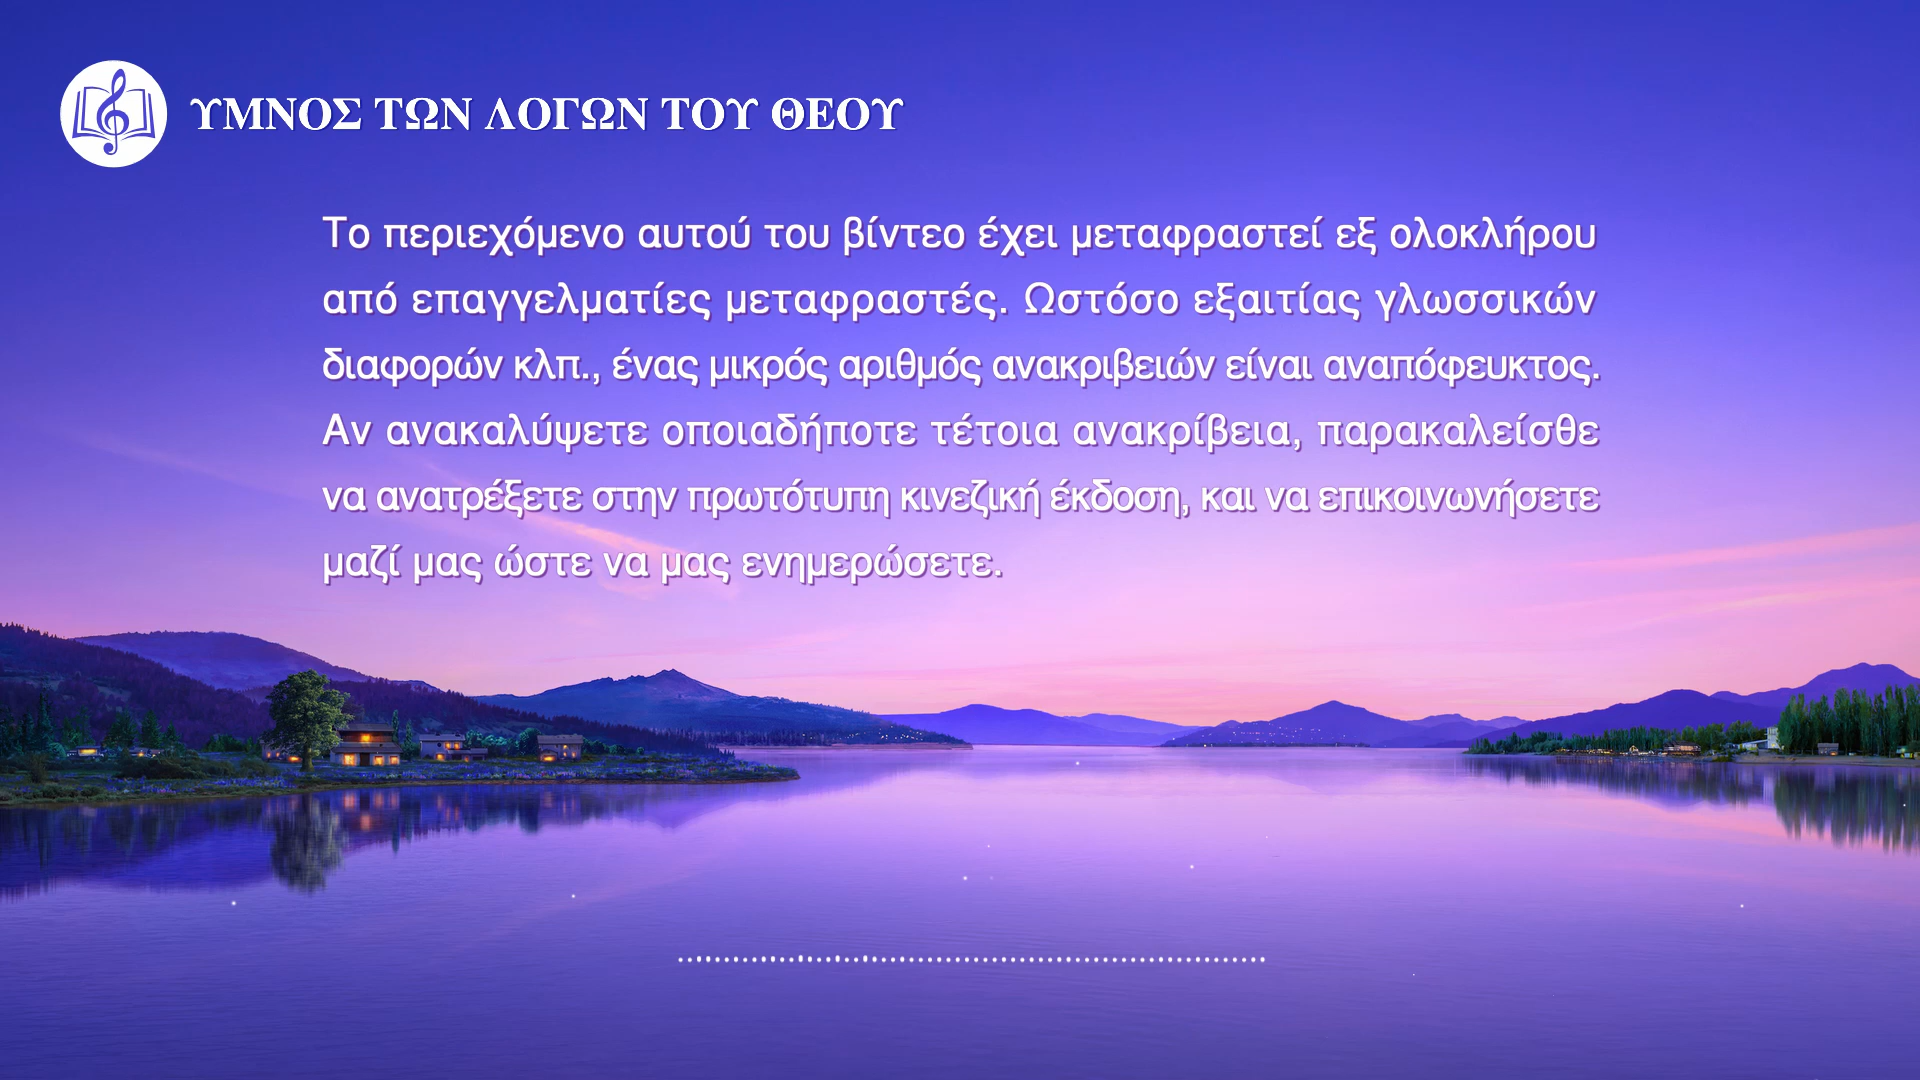 ΥΜΝΟΣ ΤΩΝ ΛΟΓΩΝ ΤΟΥ ΘΕΟΥ
Το περιεχόμενο αυτού του βίντεο έχει μεταφραστεί εξ ολοκλήρου
από επαγγελματίες μεταφραστές. Ωστόσο εξαιτίας γλωσσικών
διαφορών κλπ., ένας μικρός αριθμός ανακριβειών είναι αναπόφευκτος.
Αν ανακαλύψετε οποιαδήποτε τέτοια ανακρίβεια, παρακαλείσθε
να ανατρέξετε στην πρωτότυπη κινεζική έκδοση, και να επικοινωνήσετε
μαζί μας ώστε να μας ενημερώσετε.